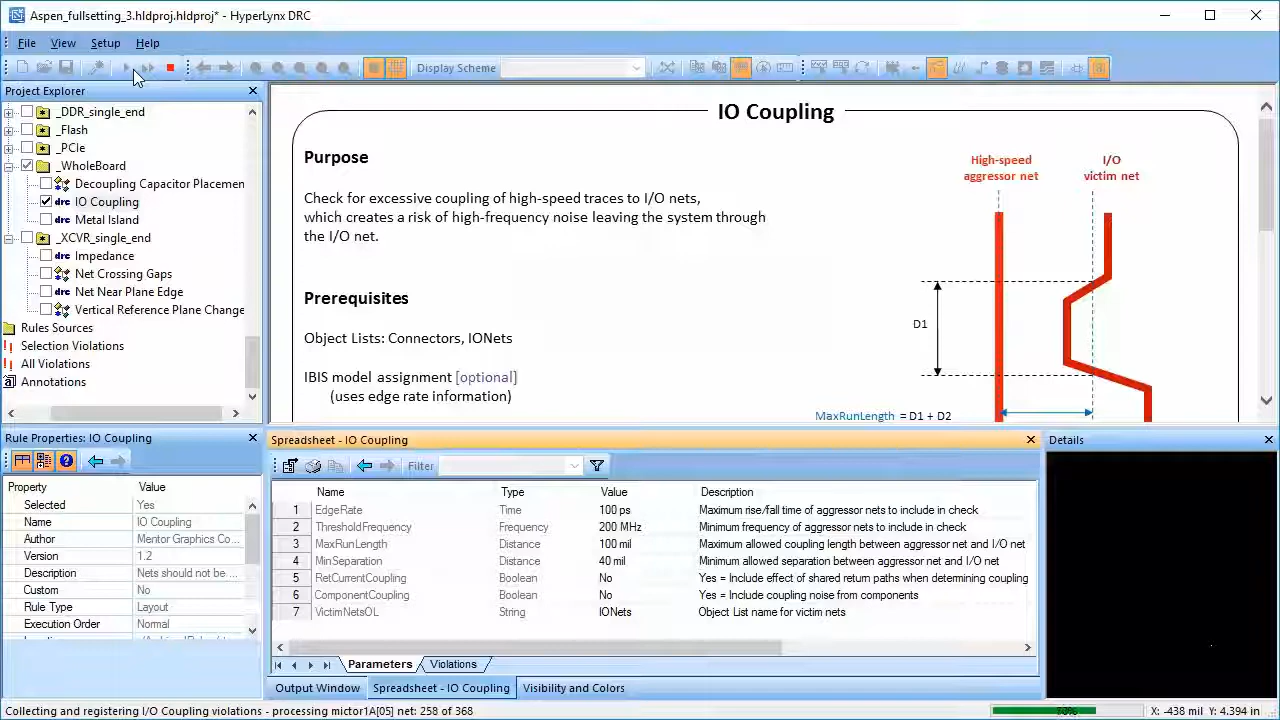 Aspen_fullsetting_3.hldproj.hldproj* - HyperLynx DRC
File View Setup Help
Display Scheme
Project Explorer
_DDR_single_end
_Flash
_PCIe
_WholeBoard
Decoupling Capacitor Placemen
drc IO Coupling
drc Metal Island
_XCVR_single_end
drc Impedance
Net Crossing Gaps
drc Net Near Plane Edge
Vertical Reference Plane Change
Rules Sources
Selection Violations
All Violations
Annotations
IO Coupling
Purpose
Check for excessive coupling of high-speed traces to I/O nets,
which creates a risk of high-frequency noise leaving the system through
the I/O net.
Prerequisites
Object Lists: Connectors, IONets
IBIS model assignment [optional]
(uses edge rate information)
High-speed
aggressor net
I/O
victim net
D1
MaxRunLength = D1 + D2
Rule Properties: IO Coupling
Property Value
Selected Yes
Name IO Coupling
Author Mentor Graphics Co...
Version 1.2
Description Nets should not be ...
Custom No
Rule Type Layout
Execution Order Normal
Spreadsheet - IO Coupling
Filter
Name Type Value Description
1 EdgeRate Time 100 ps Maximum rise/fall time of aggressor nets to include in check
2 ThresholdFrequency Frequency 200 MHz Minimum frequency of aggressor nets to include in check
3 MaxRunLength Distance 100 mil Maximum allowed coupling length between aggressor net and I/O net
4 MinSeparation Distance 40 mil Minimum allowed separation between aggressor net and I/O net
5 RetCurrentCoupling Boolean No Yes = Include effect of shared return paths when determining coupling
6 ComponentCoupling Boolean No Yes = Include coupling noise from components
7 VictimNetsOL String IONets Object List name for victim nets
Parameters Violations
Output Window Spreadsheet - IO Coupling Visibility and Colors
Details
Collecting and registering I/O Coupling violations - processing mon1A[05] net: 258 of 368
X: -438 mil Y: 4.394 in